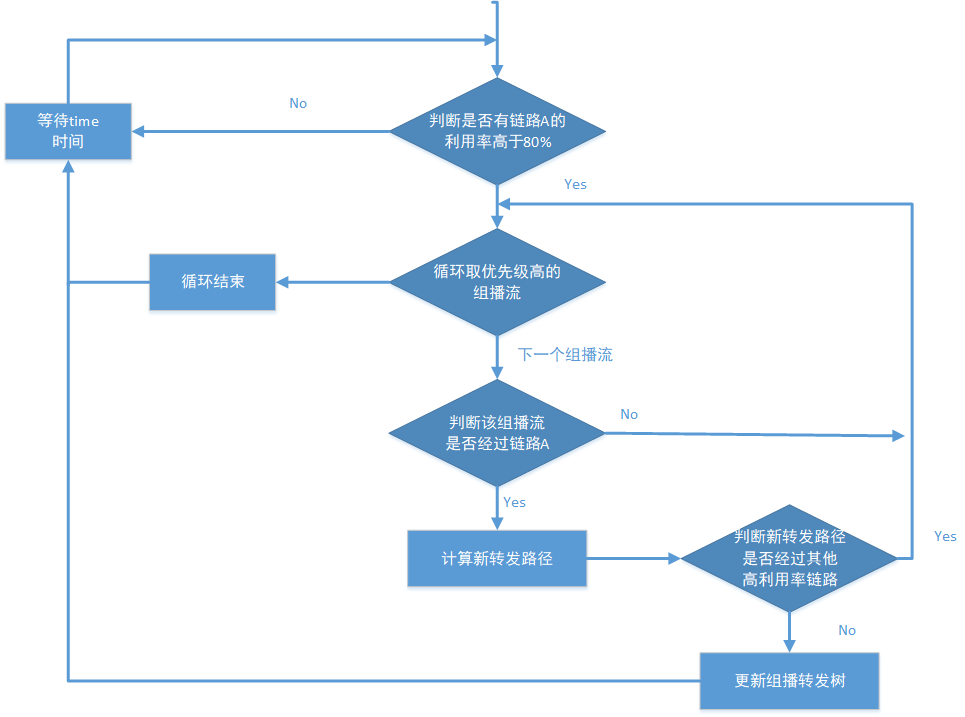 No
等待time
时间
判断是否有链路A的
利用率高于80%
Yes
循环取优先级高的
组播流
循环结束
下一个组播流
判断该组播流
是否经过链路A
No
Yes
计算新转发路径
判断新转发路径
是否经过其他
高利用率链路
Yes
No
更新组播转发树